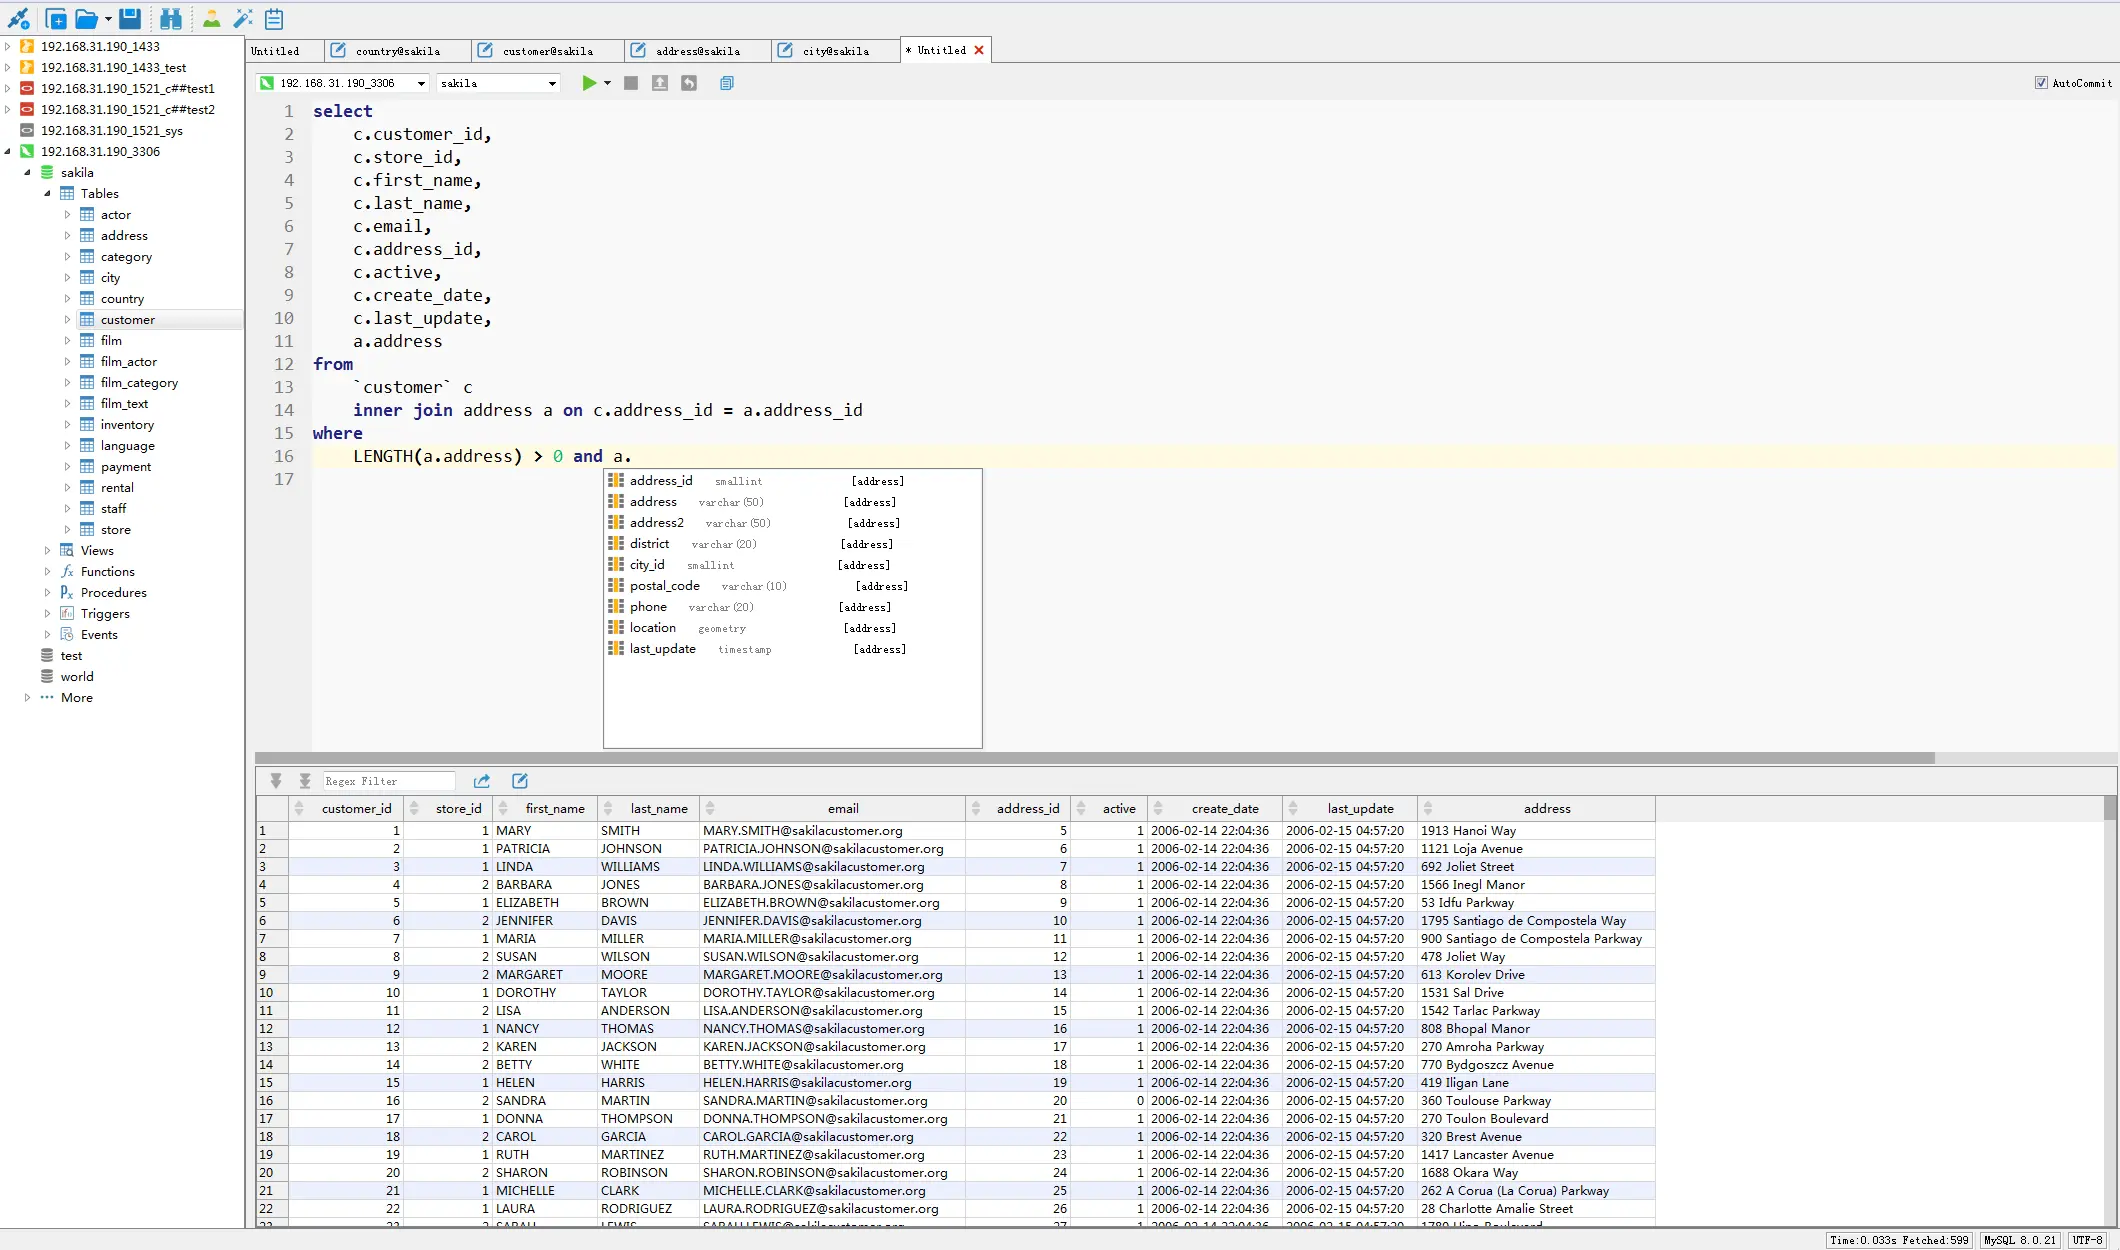 192.168.31.190_1433
192.168.31.190_1433_test
192.168.31.190_1521_c##test1
192.168.31.190_1521_c##test2
192.168.31.190_1521_sys
192.168.31.190_3306
sakila
Tables
actor
address
category
city
country
customer
film
film_actor
film_category
film_text
inventory
language
payment
rental
staff
store
Views
Functions
Procedures
Triggers
Events
test
world
More
Untitled country@sakila customer@sakila address@sakila city@sakila * Untitled
192.168.31.190_3306 sakila AutoCommit
1 select
2 c.customer_id,
3 c.store_id,
4 c.first_name,
5 c.last_name,
6 c.email,
7 c.address_id,
8 c.active,
9 c.create_date,
10 c.last_update,
11 a.address
12 from
13 `customer` c
14 inner join address a on c.address_id = a.address_id
15 where
16 LENGTH(a.address) > 0 and a.
17
address_id smallint [address]
address varchar(50) [address]
address2 varchar(50) [address]
district varchar(20) [address]
city_id smallint [address]
postal_code varchar(10) [address]
phone varchar(20) [address]
location geometry [address]
last_update timestamp [address]
Regex Filter
customer_id store_id first_name last_name email address_id active create_date last_update address
1 1 1 MARY SMITH MARY.SMITH@sakilacustomer.org 5 1 2006-02-14 22:04:36 2006-02-15 04:57:20 1913 Hanoi Way
2 2 1 PATRICIA JOHNSON PATRICIA.JOHNSON@sakilacustomer.org 6 1 2006-02-14 22:04:36 2006-02-15 04:57:20 1121 Loja Avenue
3 3 1 LINDA WILLIAMS LINDA.WILLIAMS@sakilacustomer.org 7 1 2006-02-14 22:04:36 2006-02-15 04:57:20 692 Joliet Street
4 4 2 BARBARA JONES BARBARA.JONES@sakilacustomer.org 8 1 2006-02-14 22:04:36 2006-02-15 04:57:20 1566 Inegl Manor
5 5 1 ELIZABETH BROWN ELIZABETH.BROWN@sakilacustomer.org 9 1 2006-02-14 22:04:36 2006-02-15 04:57:20 53 Idfu Parkway
6 6 2 JENNIFER DAVIS JENNIFER.DAVIS@sakilacustomer.org 10 1 2006-02-14 22:04:36 2006-02-15 04:57:20 1795 Santiago de Compostela Way
7 7 1 MARIA MILLER MARIA.MILLER@sakilacustomer.org 11 1 2006-02-14 22:04:36 2006-02-15 04:57:20 900 Santiago de Compostela Parkway
8 8 2 SUSAN WILSON SUSAN.WILSON@sakilacustomer.org 12 1 2006-02-14 22:04:36 2006-02-15 04:57:20 478 Joliet Way
9 9 2 MARGARET MOORE MARGARET.MOORE@sakilacustomer.org 13 1 2006-02-14 22:04:36 2006-02-15 04:57:20 613 Korolev Drive
10 10 1 DOROTHY TAYLOR DOROTHY.TAYLOR@sakilacustomer.org 14 1 2006-02-14 22:04:36 2006-02-15 04:57:20 1531 Sal Drive
11 11 2 LISA ANDERSON LISA.ANDERSON@sakilacustomer.org 15 1 2006-02-14 22:04:36 2006-02-15 04:57:20 1542 Tarlac Parkway
12 12 1 NANCY THOMAS NANCY.THOMAS@sakilacustomer.org 16 1 2006-02-14 22:04:36 2006-02-15 04:57:20 808 Bhopal Manor
13 13 2 KAREN JACKSON KAREN.JACKSON@sakilacustomer.org 17 1 2006-02-14 22:04:36 2006-02-15 04:57:20 270 Amroha Parkway
14 14 2 BETTY WHITE BETTY.WHITE@sakilacustomer.org 18 1 2006-02-14 22:04:36 2006-02-15 04:57:20 770 Bydgoszcz Avenue
15 15 1 HELEN HARRIS HELEN.HARRIS@sakilacustomer.org 19 1 2006-02-14 22:04:36 2006-02-15 04:57:20 419 Iligan Lane
16 16 2 SANDRA MARTIN SANDRA.MARTIN@sakilacustomer.org 20 0 2006-02-14 22:04:36 2006-02-15 04:57:20 360 Toulouse Parkway
17 17 1 DONNA THOMPSON DONNA.THOMPSON@sakilacustomer.org 21 1 2006-02-14 22:04:36 2006-02-15 04:57:20 270 Toulon Boulevard
18 18 2 CAROL GARCIA CAROL.GARCIA@sakilacustomer.org 22 1 2006-02-14 22:04:36 2006-02-15 04:57:20 320 Brest Avenue
19 19 1 RUTH MARTINEZ RUTH.MARTINEZ@sakilacustomer.org 23 1 2006-02-14 22:04:36 2006-02-15 04:57:20 1417 Lancaster Avenue
20 20 2 SHARON ROBINSON SHARON.ROBINSON@sakilacustomer.org 24 1 2006-02-14 22:04:36 2006-02-15 04:57:20 1688 Okara Way
21 21 1 MICHELLE CLARK MICHELLE.CLARK@sakilacustomer.org 25 1 2006-02-14 22:04:36 2006-02-15 04:57:20 262 A Corua (La Corua) Parkway
22 22 1 LAURA RODRIGUEZ LAURA.RODRIGUEZ@sakilacustomer.org 26 1 2006-02-14 22:04:36 2006-02-15 04:57:20 28 Charlotte Amalie Street
Time:0.033s Fetched:599 MySQL 8.0.21 UTF-8